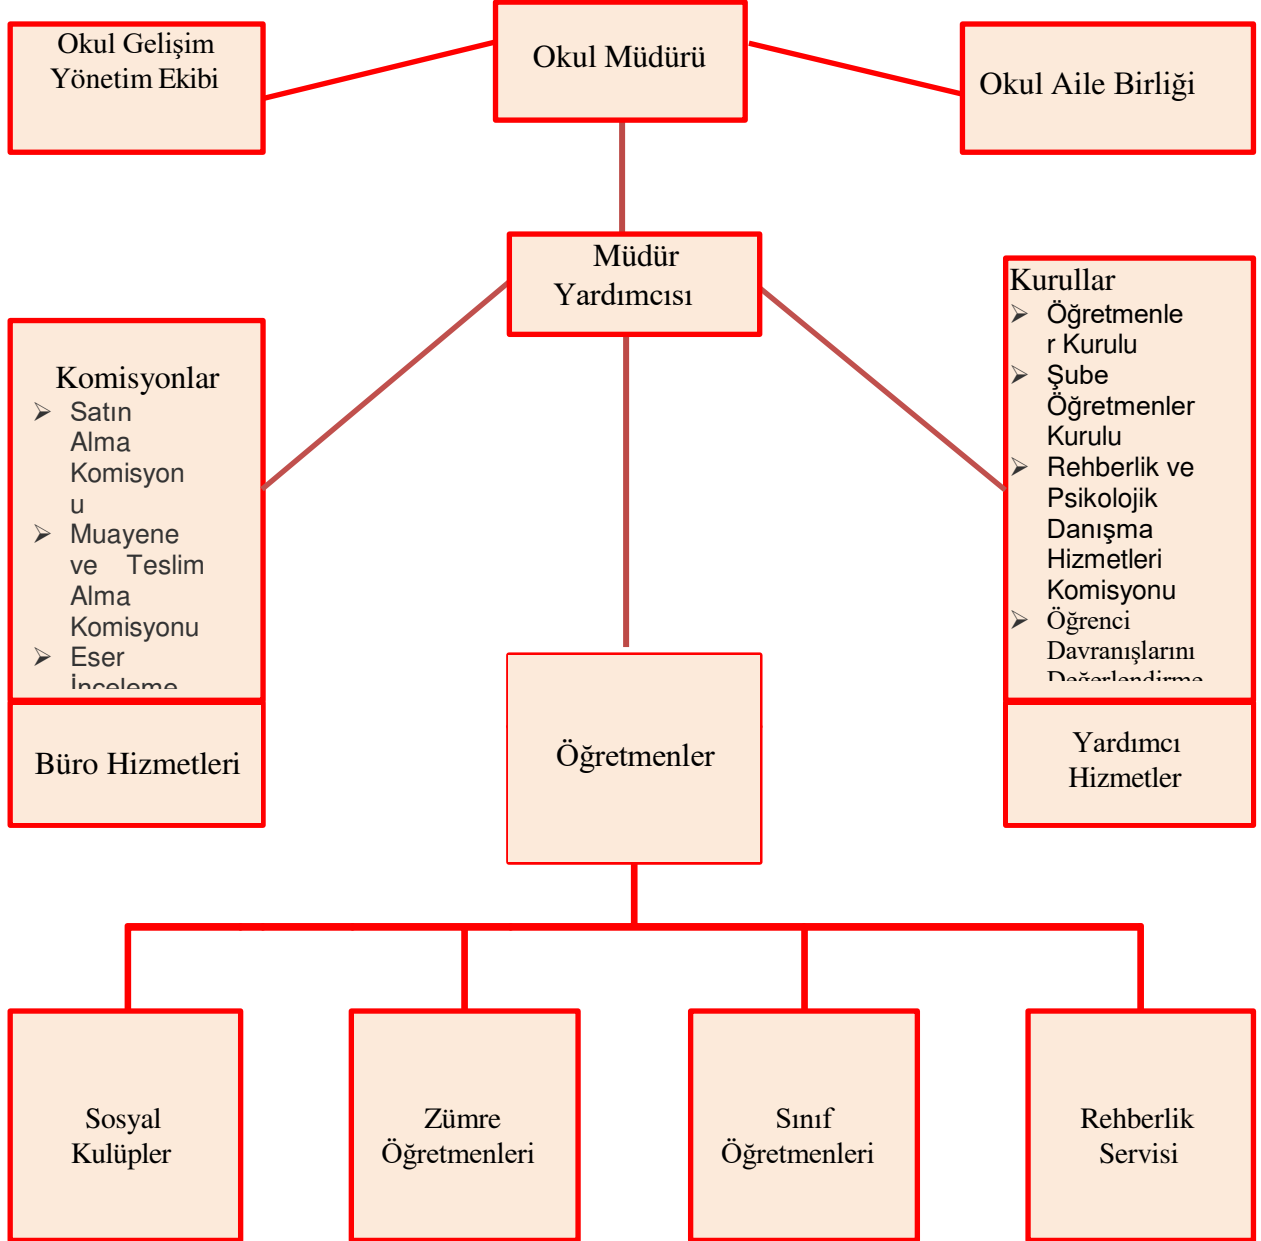 Okul Gelişim
Yönetim Ekibi
Okul Müdürü
Okul Aile Birliği
Müdür
Yardımcısı
Komisyonlar
➢ Satın
Alma
Komisyon
u
➢ Muayene
ve Teslim
Alma
Komisyonu
➢ Eser
İnceleme
Kurullar
➢ Öğretmenle
r Kurulu
➢ Şube
Öğretmenler
Kurulu
➢ Rehberlik ve
Psikolojik
Danışma
Hizmetleri
Komisyonu
➢ Öğrenci
Davranışlarını
Değerlendirme
Büro Hizmetleri
Öğretmenler
Yardımcı
Hizmetler
Sosyal
Kulüpler
Zümre
Öğretmenleri
Sınıf
Öğretmenleri
Rehberlik
Servisi